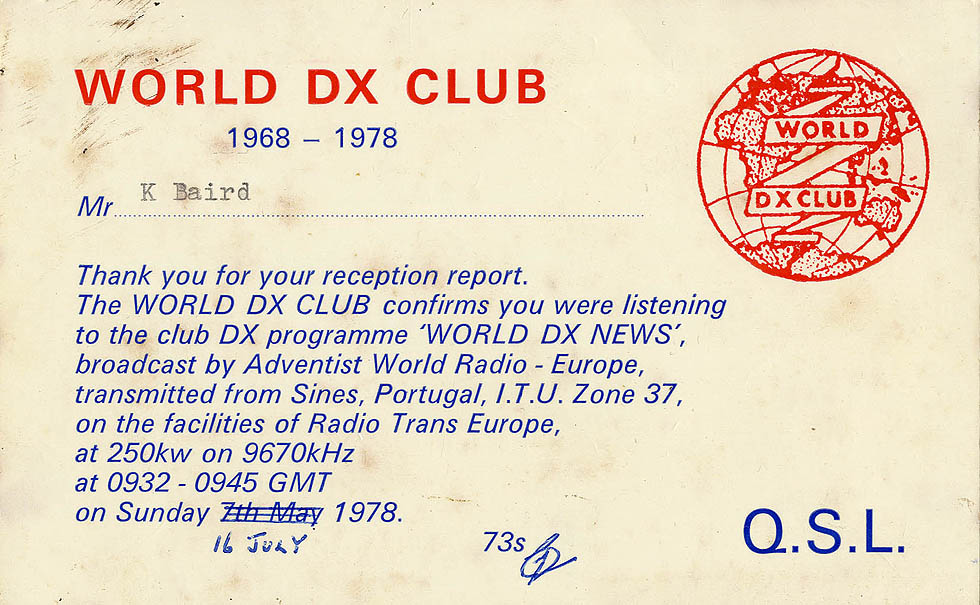 WORLD DX CLUB
1968 – 1978
Mr K Baird
WORLD
DX CLUB
Thank you for your reception report.
The WORLD DX CLUB confirms you were listening
to the club DX programme ‘WORLD DX NEWS’,
broadcast by Adventist World Radio - Europe,
transmitted from Sines, Portugal, I.T.U. Zone 37,
on the facilities of Radio Trans Europe,
at 250kw on 9670kHz
at 0932 - 0945 GMT
on Sunday 7th May 1978.
16 JULY
73s
Q.S.L.